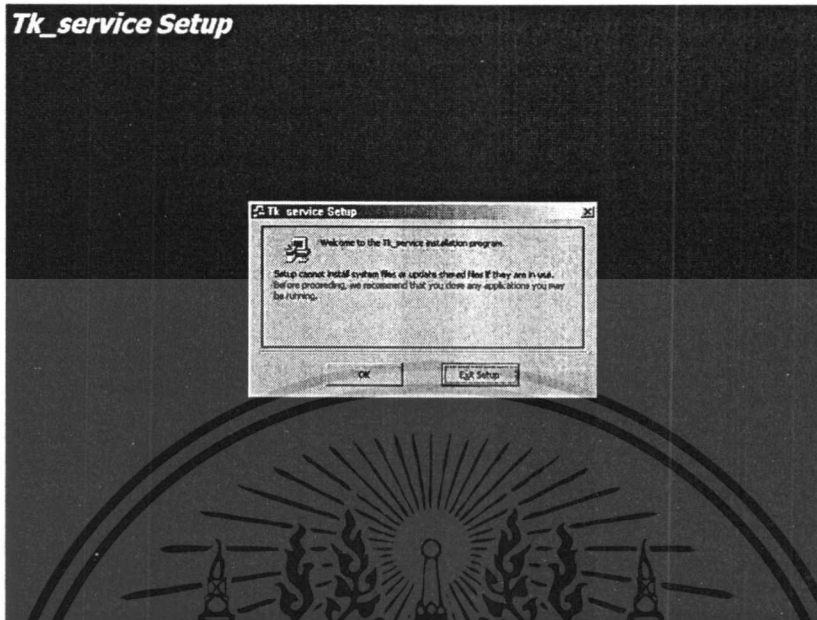 Tk_service Setup
Tk_service Setup
Welcome to the Tk_service installation program.
Setup cannot install system files or update shared files if they are in use.
Before proceeding, we recommend that you close any applications you may
be running.
OK
Exit Setup